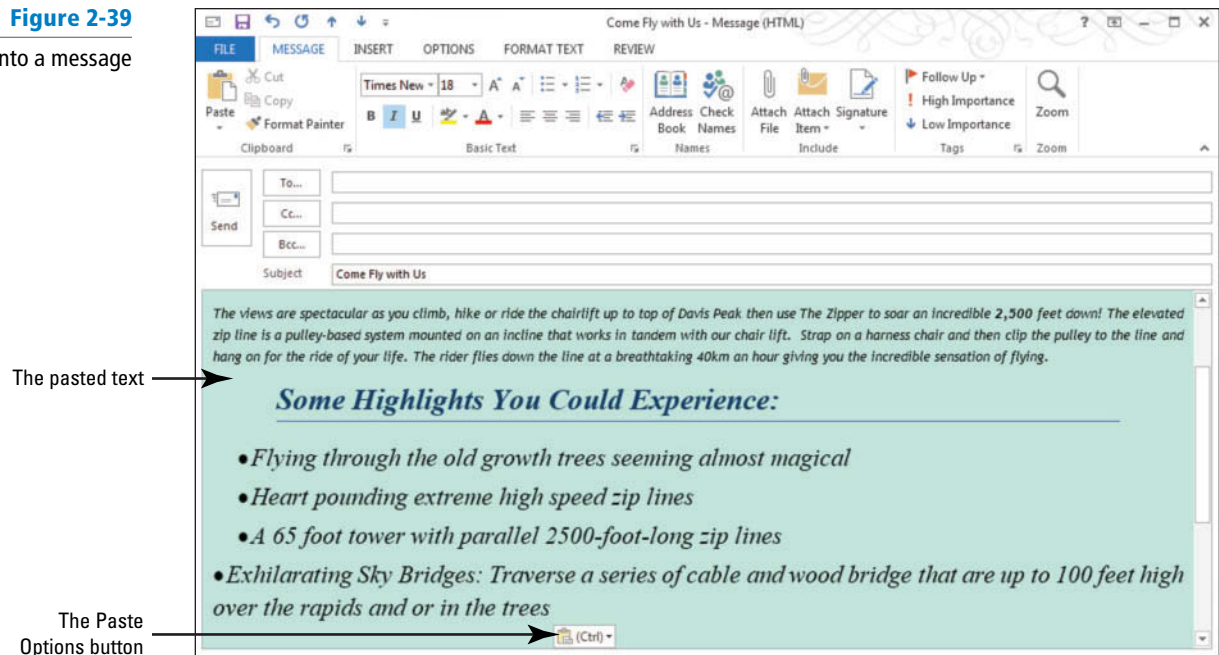 Figure 2-39
nto a message
Come Fly with Us - Message (HTML)
FILE MESSAGE INSERT OPTIONS FORMAT TEXT REVIEW
Paste
Cut
Copy
Format Painter
Clipboard
Times New 18
B I U
Basic Text
Address Book
Check Names
Names
Attach File
Attach Item
Signature
Include
Follow Up
High Importance
Low Importance
Tags
Zoom
Zoom
Send
To...
Cc...
Bcc...
Subject Come Fly with Us
The views are spectacular as you climb, hike or ride the chairlift up to top of Davis Peak then use The Zipper to soar an incredible 2,500 feet down! The elevated
zip line is a pulley-based system mounted on an incline that works in tandem with our chair lift. Strap on a harness chair and then clip the pulley to the line and
hang on for the ride of your life. The rider flies down the line at a breathtaking 40km an hour giving you the incredible sensation of flying.
The pasted text
Some Highlights You Could Experience:
•Flying through the old growth trees seeming almost magical
•Heart pounding extreme high speed zip lines
•A 65 foot tower with parallel 2500-foot-long zip lines
•Exhilarating Sky Bridges: Traverse a series of cable and wood bridge that are up to 100 feet high
over the rapids and or in the trees
The Paste
Options button
(Ctrl)